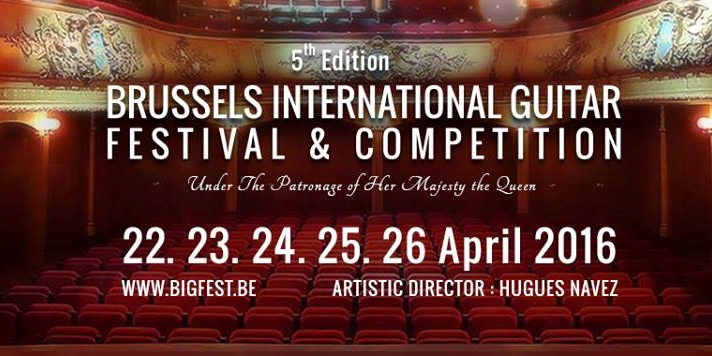 5th Edition
BRUSSELS INTERNATIONAL GUITAR
FESTIVAL & COMPETITION
Under The Patronage of Her Majesty the Queen
22. 23. 24. 25. 26 April 2016
WWW.BIGFEST.BE ARTISTIC DIRECTOR : HUGUES NAVEZ